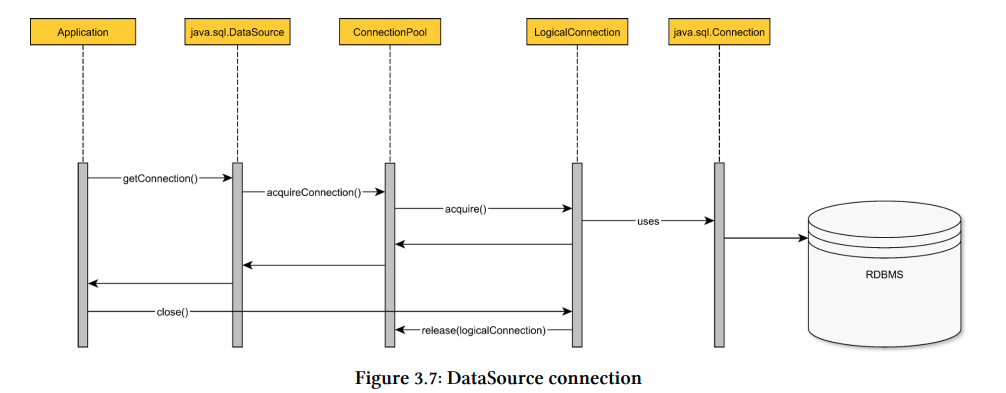 Application
java.sql.DataSource
ConnectionPool
LogicalConnection
java.sql.Connection
getConnection()
acquireConnection()
acquire()
uses
RDBMS
close()
release(logicalConnection)
Figure 3.7: DataSource connection